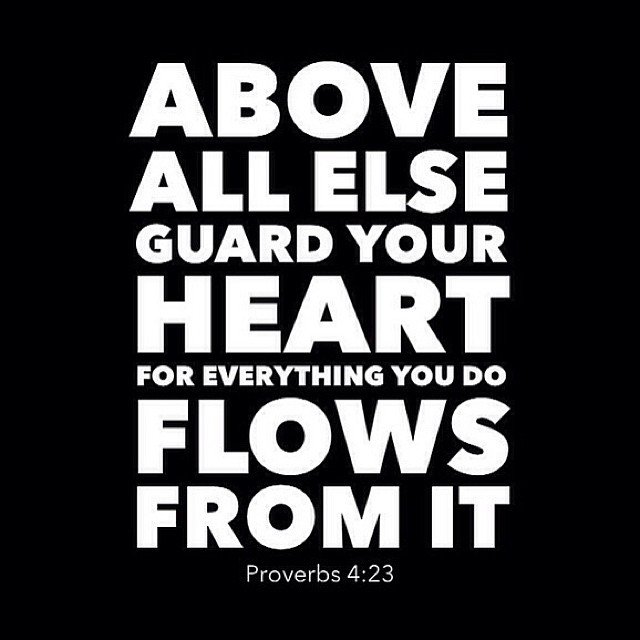 ABOVE
ALL ELSE
GUARD YOUR
HEART
FOR EVERYTHING YOU DO
FLOWS
FROM IT
Proverbs 4:23